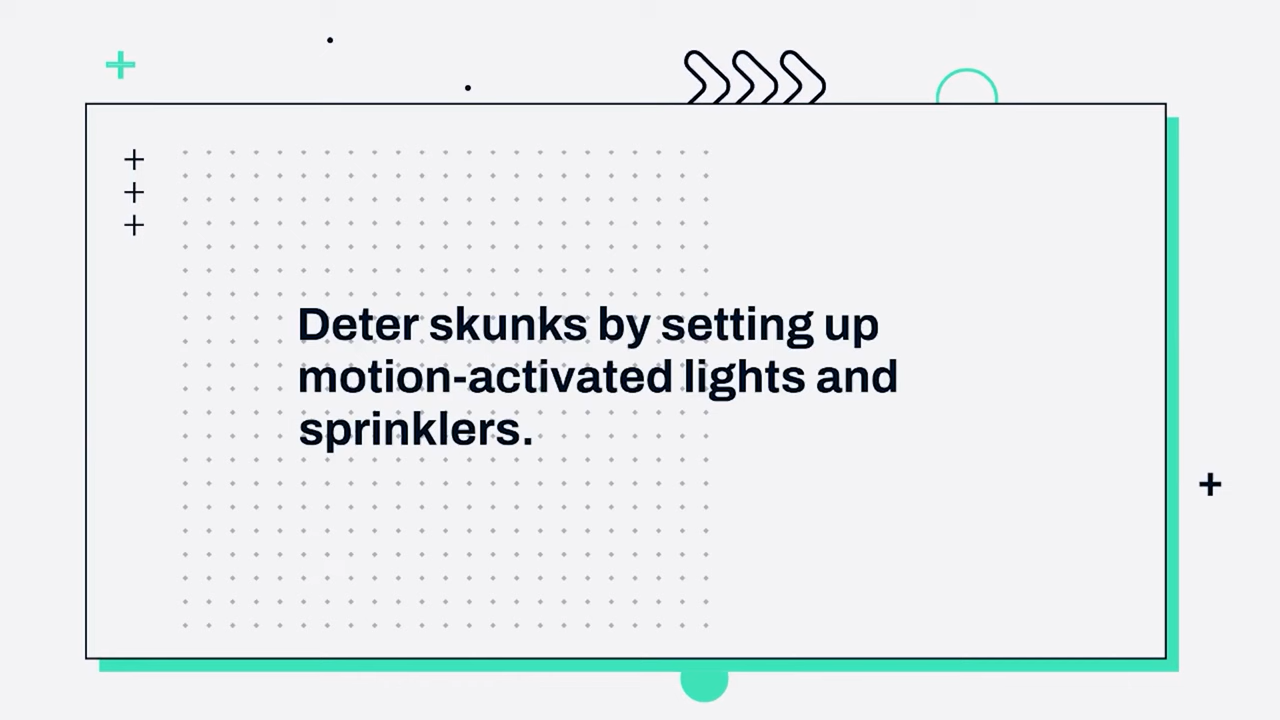 Deter skunks by setting up
motion-activated lights and
sprinklers.